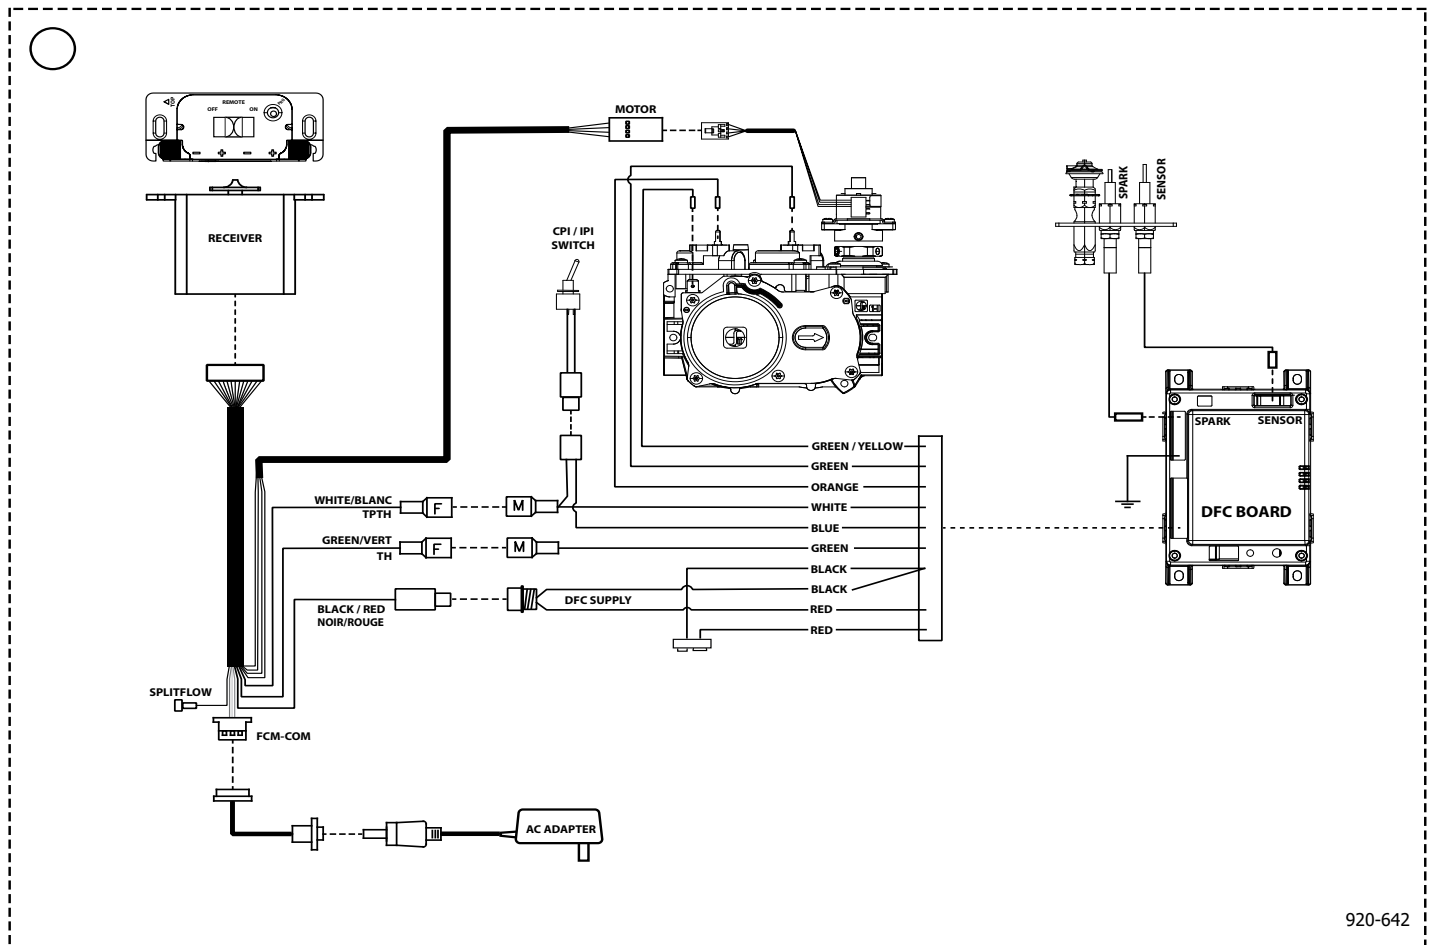 TOP
REMOTE
OFF
ON
RECEIVER
MOTOR
CPI / IPI
SWITCH
SPARK
SENSOR
SPARK
SENSOR
DFC BOARD
GREEN / YELLOW
GREEN
ORANGE
WHITE
BLUE
GREEN
BLACK
BLACK
RED
RED
WHITE/BLANC
TPTH
F
M
GREEN/VERT
TH
F
M
BLACK / RED
NOIR/ROUGE
DFC SUPPLY
SPLITFLOW
FCM-COM
AC ADAPTER
920-642